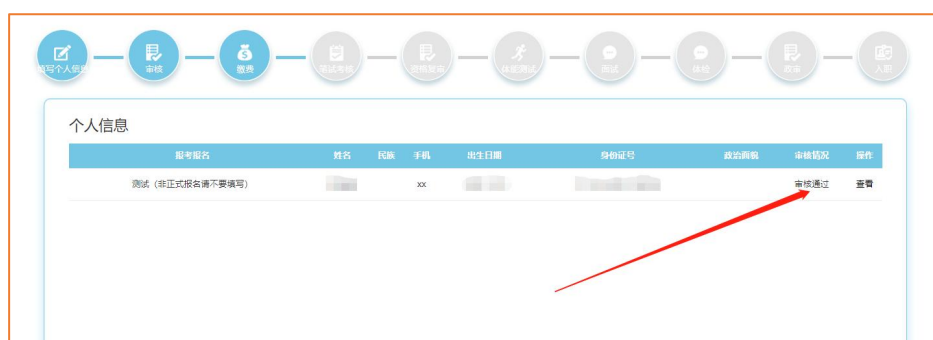 填写个人信息 审核 缴费 笔试考核 资格复审 体能测试 面试 体检 政审 入职
个人信息
报考报名 姓名 民族 手机 出生日期 身份证号 政治面貌 审核情况 操作
测试（非正式报名请不要填写） xx 审核通过 查看